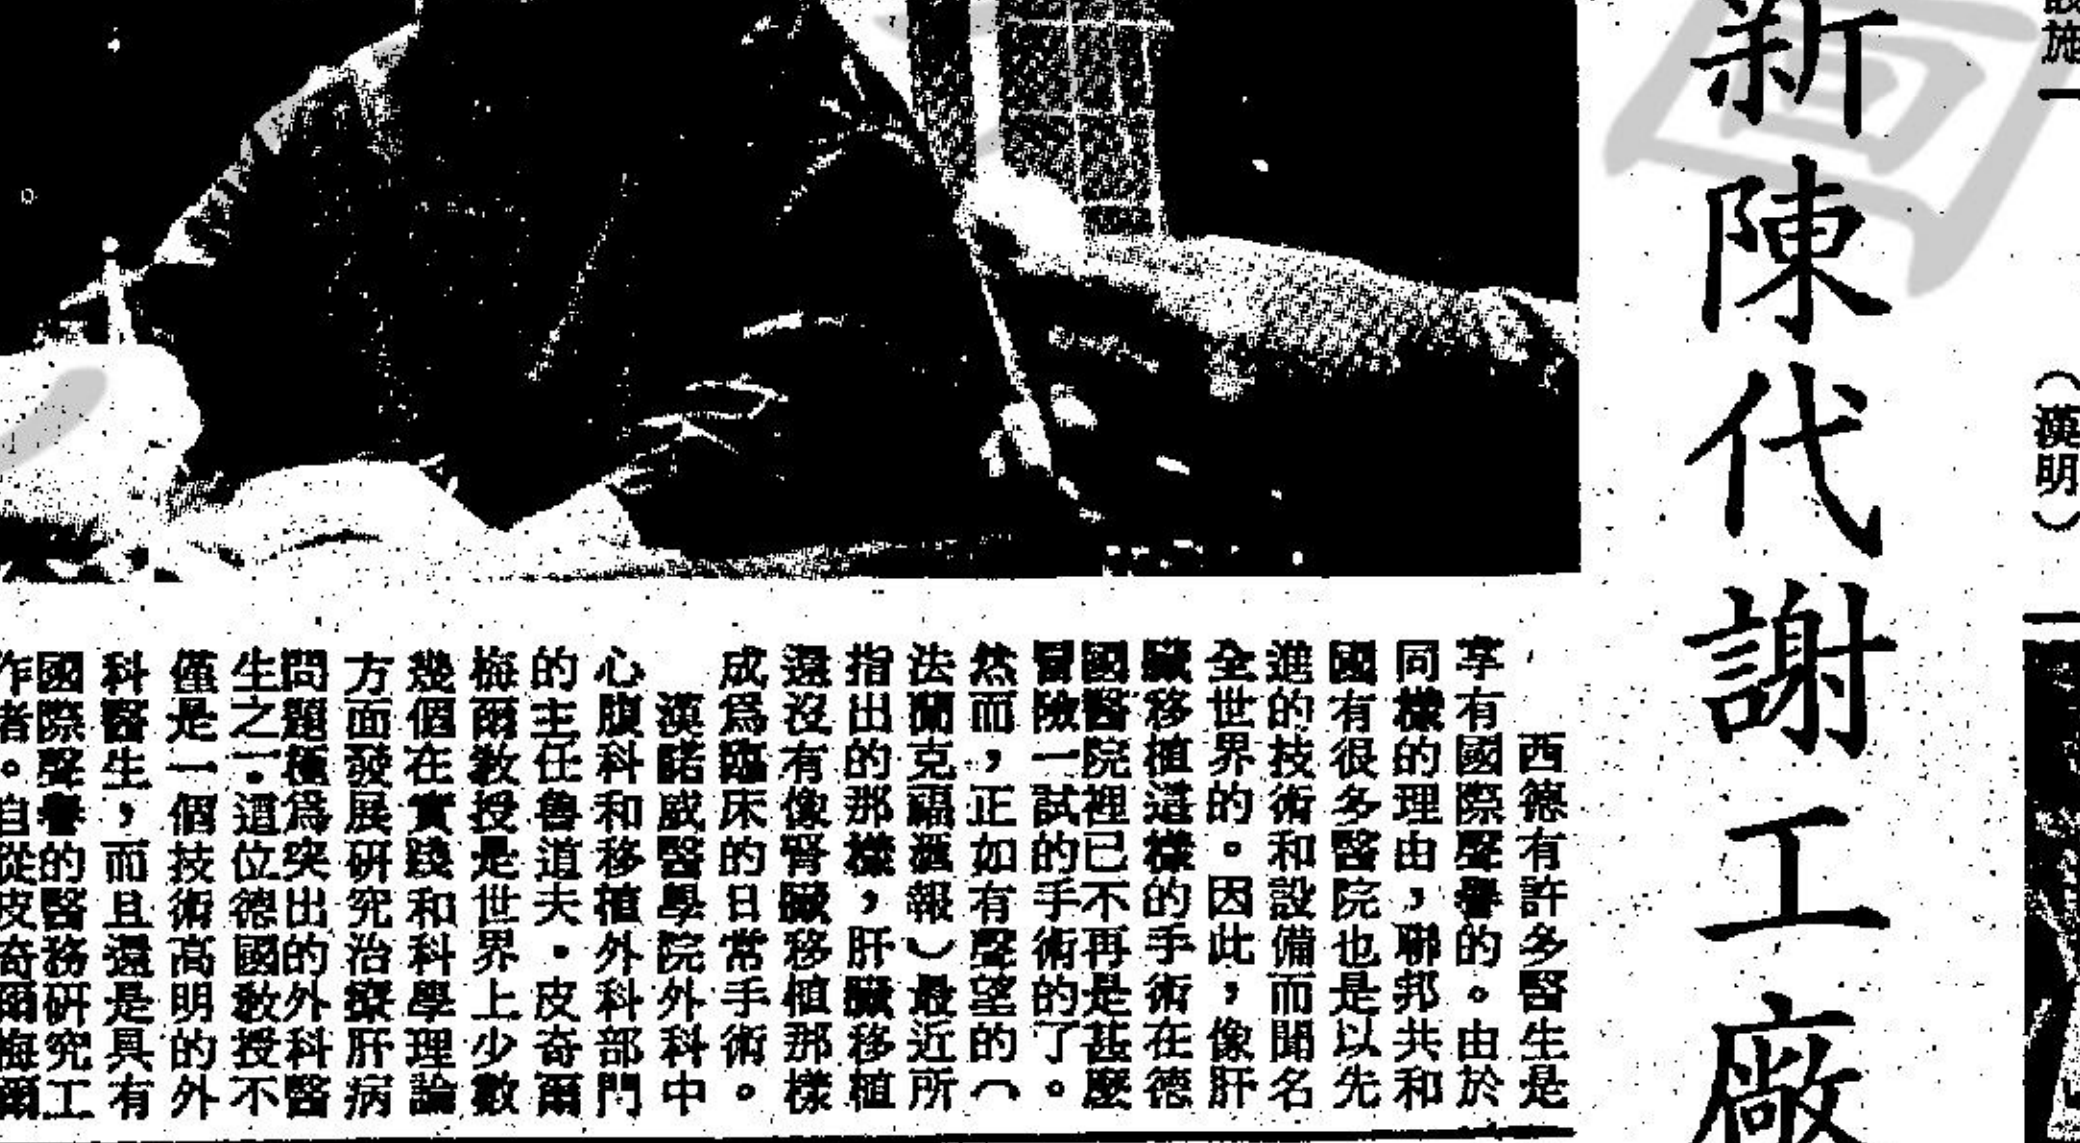 設施
（漢明）
新陳代謝工廠
西德有許多醫生是
享有國際聲譽的。由於
同樣的理由，聯邦共和
國有很多醫院也是以先
進的技術和設備而聞名
全世界的。因此，像肝
臟移植這樣的手術在德
國醫院裡已不再是甚麼
冒險一試的手術的了。
然而，正如有聲望的（
法蘭克福滙報）最近所
指出的那樣，肝臟移植
還沒有像腎臟移植那樣
成爲臨床的日常手術。
漢諾威醫學院外科中
心腹科和移植外科部門
的主任魯道夫・皮奇爾
梅爾敎授是世界上少數
幾個在實踐和科學理論
方面發展研究治療肝病
問題極爲突出的外科醫
生之一。這位德國敎授不
僅是一個技術高明的外
科醫生，而且還是具有
國際聲譽的醫務研究工
作者。自從皮奇爾梅爾